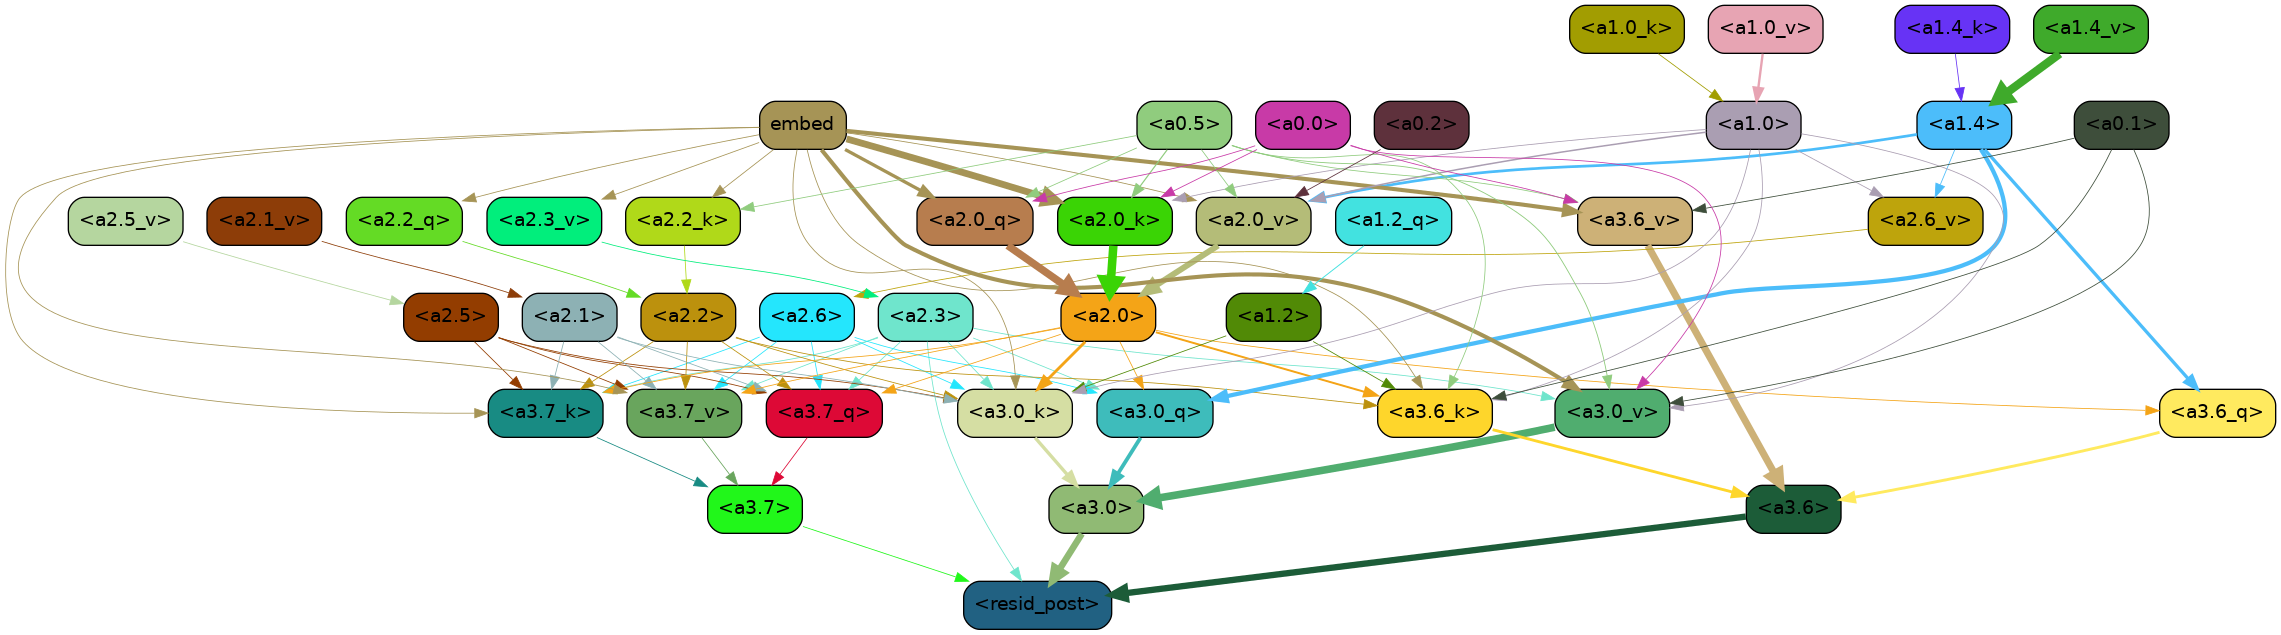 <a1.0_k> <a1.0_v> <a1.4_k> <a1.4_v>
embed <a0.5> <a0.0> <a0.2> <a1.0> <a1.4> <a0.1>
<a2.5_v> <a2.1_v> <a2.2_q> <a2.3_v> <a2.2_k> <a2.0_q> <a2.0_k> <a2.0_v> <a1.2_q> <a3.6_v> <a2.6_v>
<a2.5> <a2.1> <a2.2> <a2.6> <a2.3> <a2.0> <a1.2>
<a3.7_k> <a3.7_v> <a3.7_q> <a3.0_k> <a3.0_q> <a3.6_k> <a3.0_v> <a3.6_q>
<a3.7> <a3.0> <a3.6>
<resid_post>